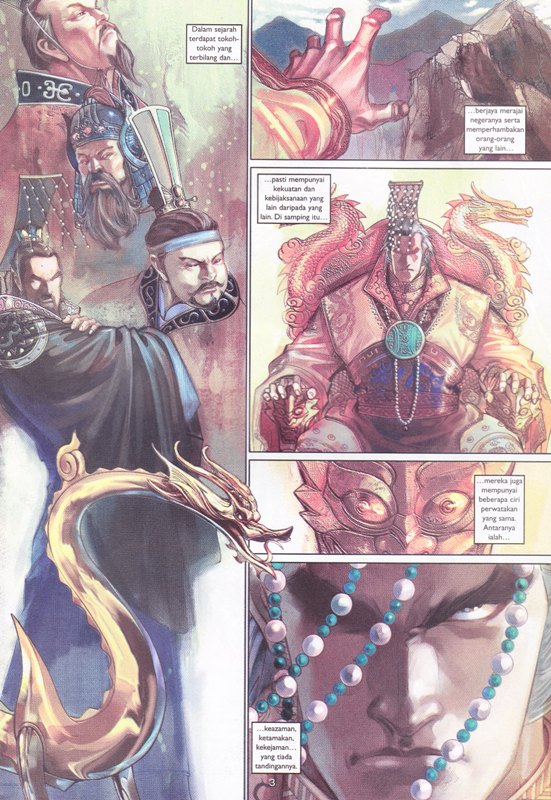 Dalam sejarah
terdapat tokoh-
tokoh yang
terbilang dan...
...berjaya merajai
negeranya serta
memperhambakan
orang-orang
yang lain...
...pasti mempunyai
kekuatan dan
kebijaksanaan yang
lain daripada yang
lain. Di samping itu...
...mereka juga
mempunyai
beberapa ciri
perwatakan
yang sama.
Antaranya
ialah...
...keazaman,
ketamakan,
kekejaman...
yang tiada
tandingannya.
3